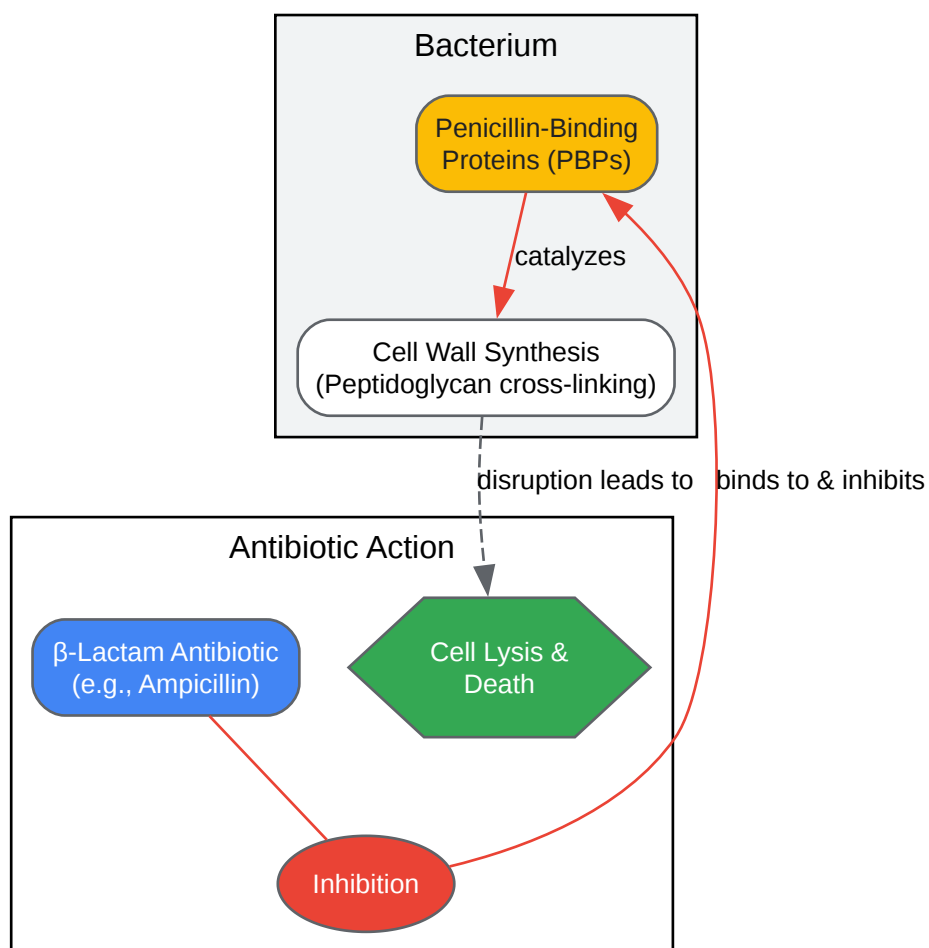 Bacterium
Penicillin-Binding
Proteins (PBPs)
catalyzes
Cell Wall Synthesis
(Peptidoglycan cross-linking)
disruption leads to
binds to & inhibits
Antibiotic Action
β-Lactam Antibiotic
(e.g., Ampicillin)
Cell Lysis &
Death
Inhibition